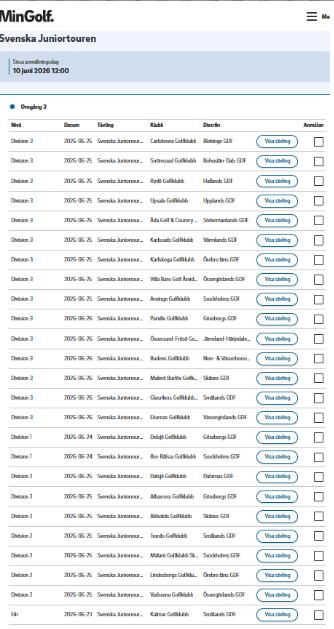 MinGolf.
Me
Svenska Juniortouren
Sista anmälningsdag
10 juni 2026 12:00
Omgång 3
Nivå Datum Tävling Klubb Distrikt Anmälan
Division 3 2026-06-25 Svenska Juniortour... Carlskrona Golfklubb Blekinge GDF Visa tävling
Division 3 2026-06-25 Svenska Juniortour... Sotenäs Golfklubb Bohuslän-Dals GDF Visa tävling
Division 3 2026-06-25 Svenska Juniortour... Rydö Golfklubb Hallands GDF Visa tävling
Division 3 2026-06-25 Svenska Juniortour... Upsala Golfklubb Upplands GDF Visa tävling
Division 3 2026-06-25 Svenska Juniortour... Åda Golf & Country ... Södermanlands GDF Visa tävling
Division 3 2026-06-25 Svenska Juniortour... Karlstads Golfklubb Värmlands GDF Visa tävling
Division 3 2026-06-25 Svenska Juniortour... Karlskoga Golfklubb Örebro läns GDF Visa tävling
Division 3 2026-06-25 Svenska Juniortour... Villa Baro Golf Åtvid... Östergötlands GDF Visa tävling
Division 3 2026-06-25 Svenska Juniortour... Arninge Golfklubb Stockholms GDF Visa tävling
Division 3 2026-06-26 Svenska Juniortour... Partille Golfklubb Göteborgs GDF Visa tävling
Division 3 2026-06-26 Svenska Juniortour... Östersund-Frösö Go... Jämtland-Härjedale... Visa tävling
Division 3 2026-06-26 Svenska Juniortour... Bodens Golfklubb Norr- & Västerbotte... Visa tävling
Division 3 2026-06-26 Svenska Juniortour... Malmö Burlöv Golfk... Skånes GDF Visa tävling
Division 3 2026-06-26 Svenska Juniortour... Glasrikets Golfklubb... Smålands GDF Visa tävling
Division 3 2026-06-26 Svenska Juniortour... Ekarnas Golfklubb Västergötlands GDF Visa tävling
Division 1 2026-06-24 Svenska Juniortour... Delsjö Golfklubb Göteborgs GDF Visa tävling
Division 1 2026-06-24 Svenska Juniortour... Bro-Bålsta Golfklubb Stockholms GDF Visa tävling
Division 2 2026-06-25 Svenska Juniortour... Dalsjö Golfklubb Dalarnas GDF Visa tävling
Division 2 2026-06-25 Svenska Juniortour... Albatross Golfklubb Göteborgs GDF Visa tävling
Division 2 2026-06-25 Svenska Juniortour... Abbekås Golfklubb Skånes GDF Visa tävling
Division 2 2026-06-25 Svenska Juniortour... Tranås Golfklubb Smålands GDF Visa tävling
Division 2 2026-06-25 Svenska Juniortour... Mälarö Golfklubb Sk... Stockholms GDF Visa tävling
Division 2 2026-06-25 Svenska Juniortour... Lindesbergs Golfklu... Örebro läns GDF Visa tävling
Division 2 2026-06-25 Svenska Juniortour... Vadstena Golfklubb Östergötlands GDF Visa tävling
Elit 2026-06-23 Svenska Juniortour... Kalmar Golfklubb Smålands GDF Visa tävling